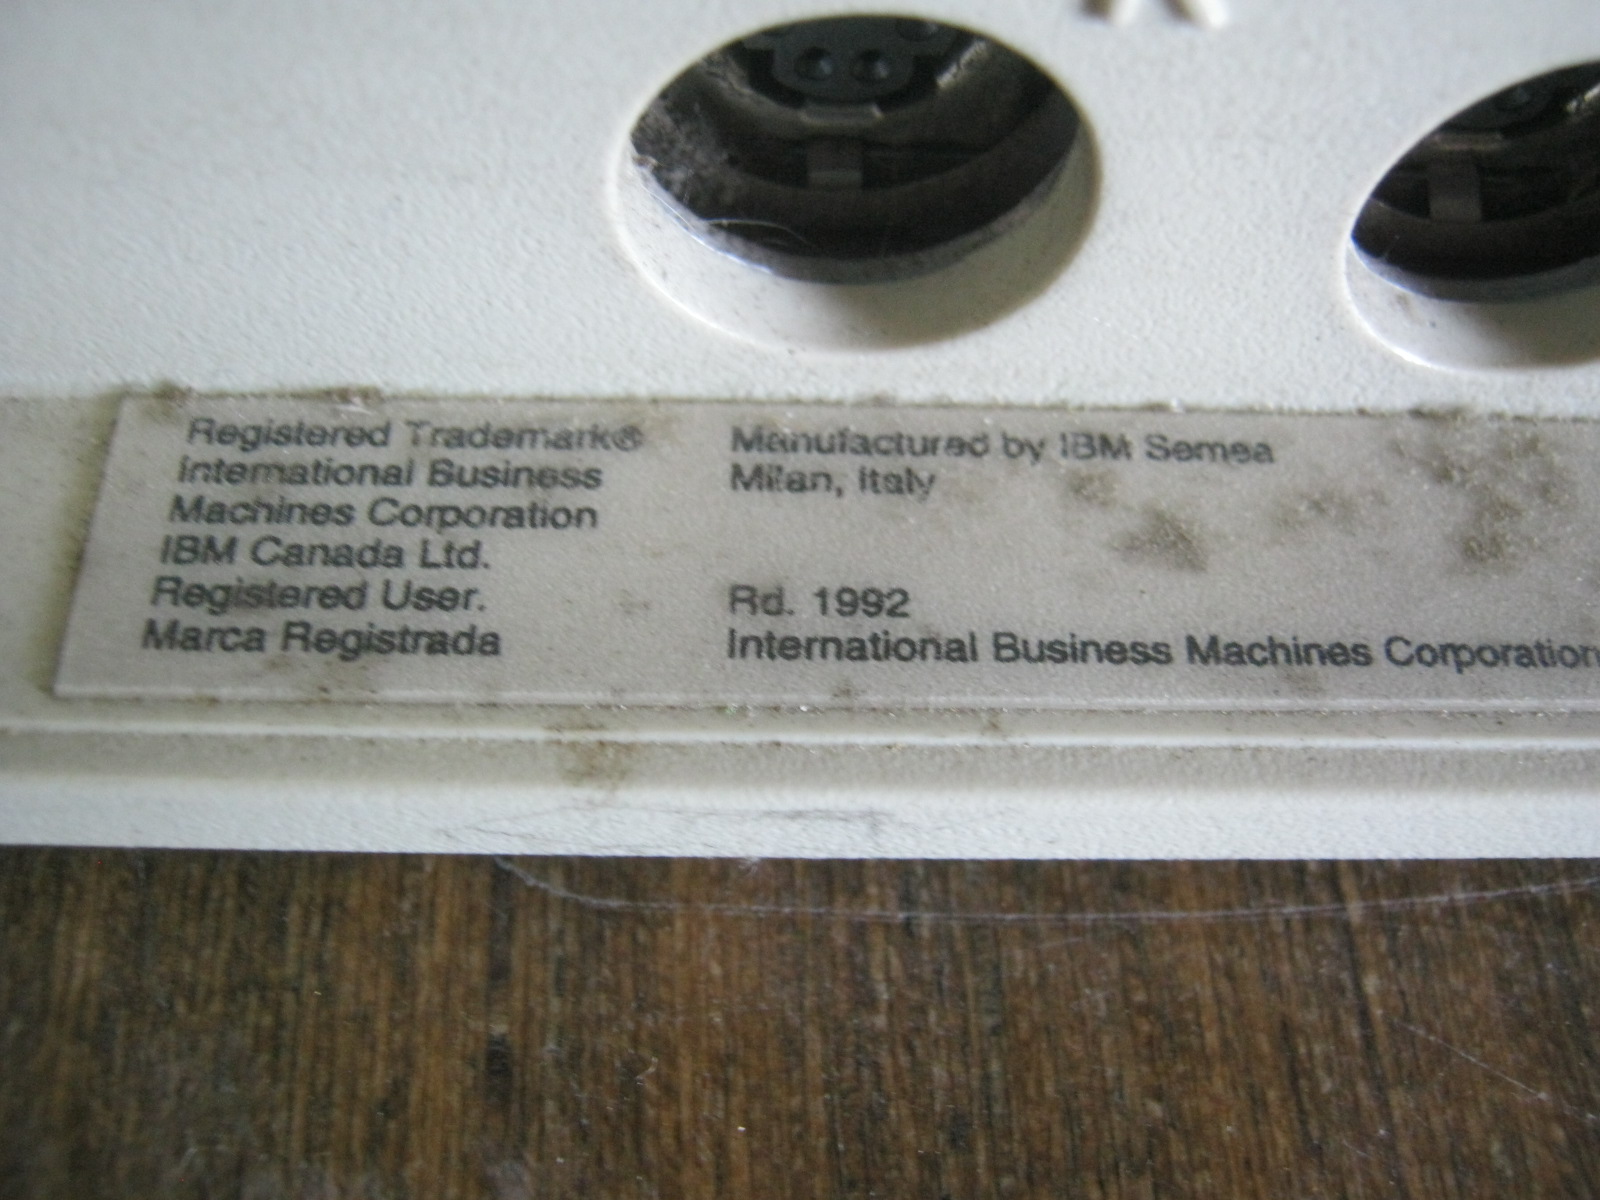 Registered Trademark®
International Business
Machines Corporation
IBM Canada Ltd.
Registered User.
Marca Registrada
Manufactured by IBM Semea
Milan, Italy
Rd. 1992
International Business Machines Corporation